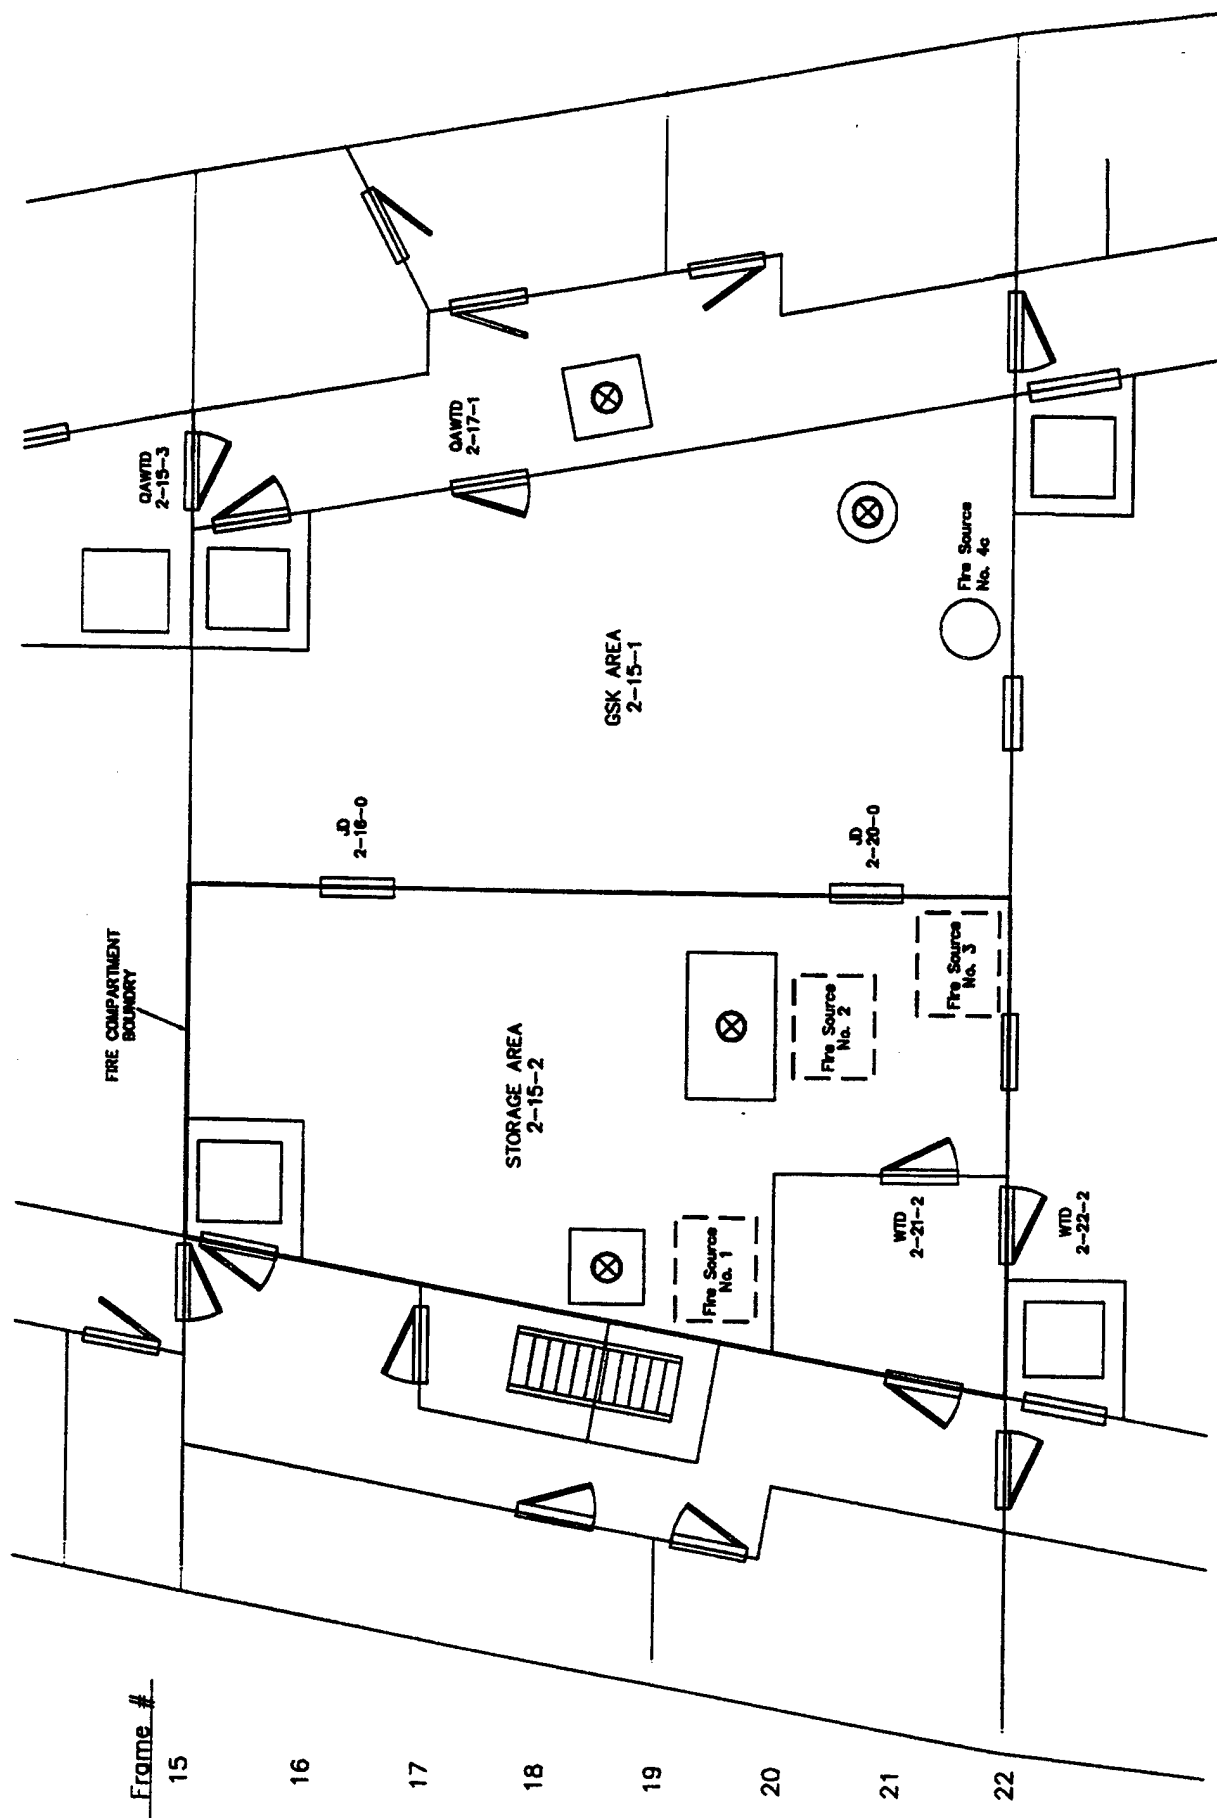 Frame #
15
16
17
18
19
20
21
22
FIRE COMPARTMENT
BOUNDRY
QAWTD
2-15-3
QAWTD
2-17-1
GSK AREA
2-15-1
Fire Source
No. 4c
JD
2-16-0
JD
2-20-0
STORAGE AREA
2-15-2
Fire Source
No. 1
Fire Source
No. 2
Fire Source
No. 3
WTD
2-21-2
WTD
2-22-2